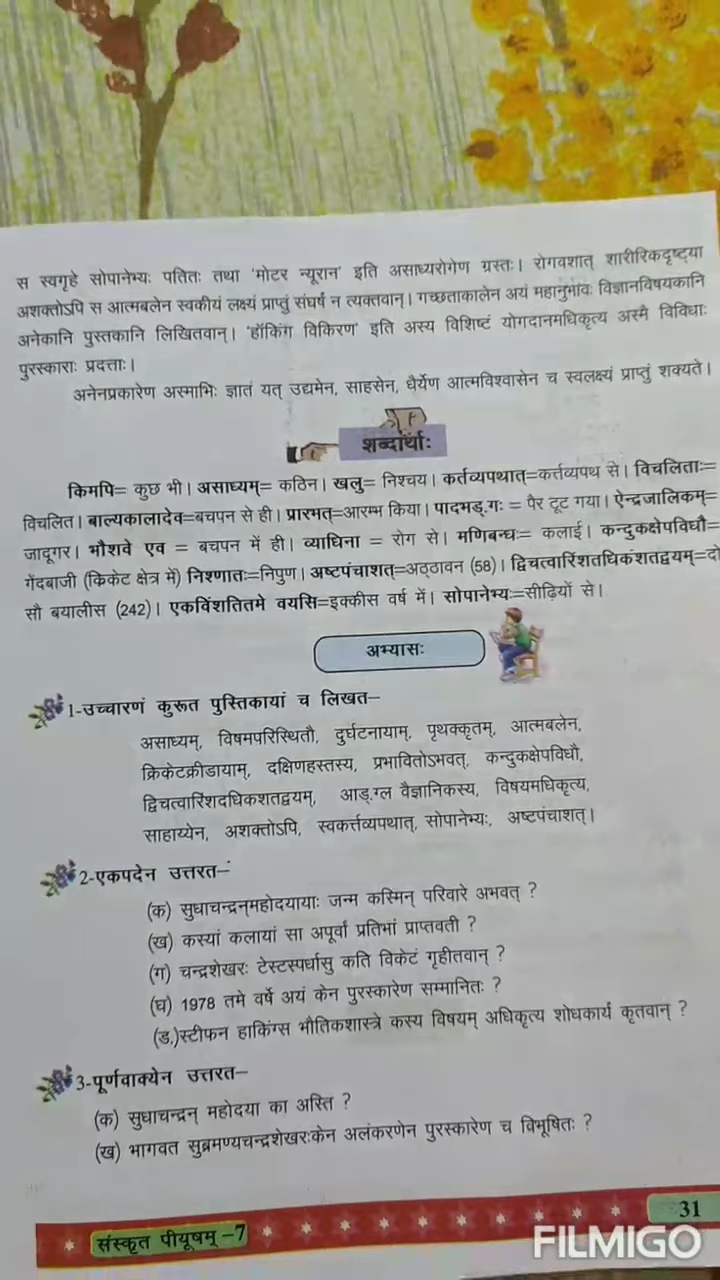 स स्वगृहे सोपानेभ्यः पतितः तथा 'मोटर न्यूरान' इति असाध्यरोगेण ग्रस्तः। रोगवशात् शारीरिकदृष्ट्या
अशक्तोऽपि स आत्मबलेन स्वकीयं लक्ष्यं प्राप्तुं संघर्षं न त्यक्तवान्। गच्छताकालेन अयं महानुभावः विज्ञानविषयकानि
अनेकानि पुस्तकानि लिखितवान्। 'हॉकिंग विकिरण' इति अस्य विशिष्टं योगदानमधिकृत्य अस्मै विविधाः
पुरस्काराः प्रदत्ताः।
अनेनप्रकारेण अस्माभिः ज्ञातं यत् उद्यमेन, साहसेन, धैर्येण आत्मविश्वासेन च स्वलक्ष्यं प्राप्तुं शक्यते।
शब्दार्थाः
किमपि= कुछ भी। असाध्यम्= कठिन। खलु= निश्चय। कर्तव्यपथात्=कर्त्तव्यपथ से। विचलिताः=
विचलित। बाल्यकालादेव=बचपन से ही। प्रारभत्=आरम्भ किया। पादभड्.गः = पैर टूट गया। ऐन्द्रजालिकम्=
जादूगर। भौशवे एव = बचपन में ही। व्याधिना = रोग से। मणिबन्धः= कलाई। कन्दुकक्षेपविधौ=
गेंदबाजी (क्रिकेट क्षेत्र में) निश्णातः=निपुण। अष्टपंचाशत्=अठ्ठावन (58)। द्विचत्वारिंशतधिकंशतद्वयम्=दो
सौ बयालीस (242)। एकविंशतितमे वयसि=इक्कीस वर्ष में। सोपानेभ्यः=सीढ़ियों से।
अभ्यासः
1-उच्चारणं कुरूत पुस्तिकायां च लिखत–
असाध्यम्, विषमपरिस्थितौ, दुर्घटनायाम्, पृथक्कृतम्, आत्मबलेन,
क्रिकेटक्रीडायाम्, दक्षिणहस्तस्य, प्रभावितोऽभवत्, कन्दुकक्षेपविधौ,
द्विचत्वारिंशदधिकशतद्वयम्, आड्.ग्ल वैज्ञानिकस्य, विषयमधिकृत्य,
साहाय्येन, अशक्तोऽपि, स्वकर्त्तव्यपथात्, सोपानेभ्यः, अष्टपंचाशत्।
2-एकपदेन उत्तरत–
(क) सुधाचन्द्रन्महोदयायाः जन्म कस्मिन् परिवारे अभवत् ?
(ख) कस्यां कलायां सा अपूर्वां प्रतिभां प्राप्तवती ?
(ग) चन्द्रशेखरः टेस्टस्पर्धासु कति विकेटं गृहीतवान् ?
(घ) 1978 तमे वर्षे अयं केन पुरस्कारेण सम्मानितः ?
(ड.)स्टीफन हाकिंग्स भौतिकशास्त्रे कस्य विषयम् अधिकृत्य शोधकार्यं कृतवान् ?
3-पूर्णवाक्येन उत्तरत–
(क) सुधाचन्द्रन् महोदया का अस्ति ?
(ख) भागवत सुब्रमण्यचन्द्रशेखरःकेन अलंकरणेन पुरस्कारेण च विभूषितः ?
31
संस्कृत पीयूषम् -7
FILMIGO